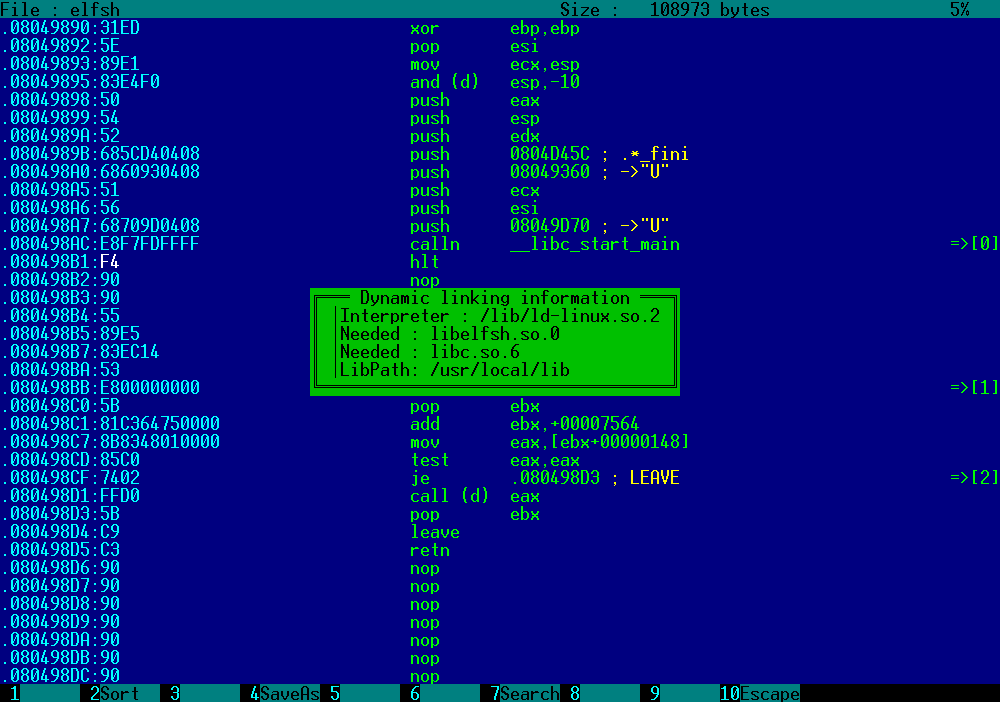 File : elfsh Size : 108973 bytes 5%
.08049890:31ED xor ebp,ebp
.08049892:5E pop esi
.08049893:89E1 mov ecx,esp
.08049895:83E4F0 and (d) esp,-10
.08049898:50 push eax
.08049899:54 push esp
.0804989A:52 push edx
.0804989B:685CD40408 push 0804D45C ; .*_fini
.080498A0:6860930408 push 08049360 ; ->"U"
.080498A5:51 push ecx
.080498A6:56 push esi
.080498A7:68709D0408 push 08049D70 ; ->"U"
.080498AC:E8F7FDFFFF calln __libc_start_main =>[0]
.080498B1:F4 hlt
.080498B2:90 nop
.080498B3:90 Dynamic linking information
.080498B4:55 Interpreter : /lib/ld-linux.so.2
.080498B5:89E5 Needed : libelfsh.so.0
.080498B7:83EC14 Needed : libc.so.6
.080498BA:53 LibPath: /usr/local/lib
.080498BB:E800000000 =>[1]
.080498C0:5B pop ebx
.080498C1:81C364750000 add ebx,+00007564
.080498C7:8B8348010000 mov eax,[ebx+00000148]
.080498CD:85C0 test eax,eax
.080498CF:7402 je .080498D3 ; LEAVE =>[2]
.080498D1:FFD0 call (d) eax
.080498D3:5B pop ebx
.080498D4:C9 leave
.080498D5:C3 retn
.080498D6:90 nop
.080498D7:90 nop
.080498D8:90 nop
.080498D9:90 nop
.080498DA:90 nop
.080498DB:90 nop
.080498DC:90 nop
1 2Sort 3 4SaveAs 5 6 7Search 8 9 10Escape